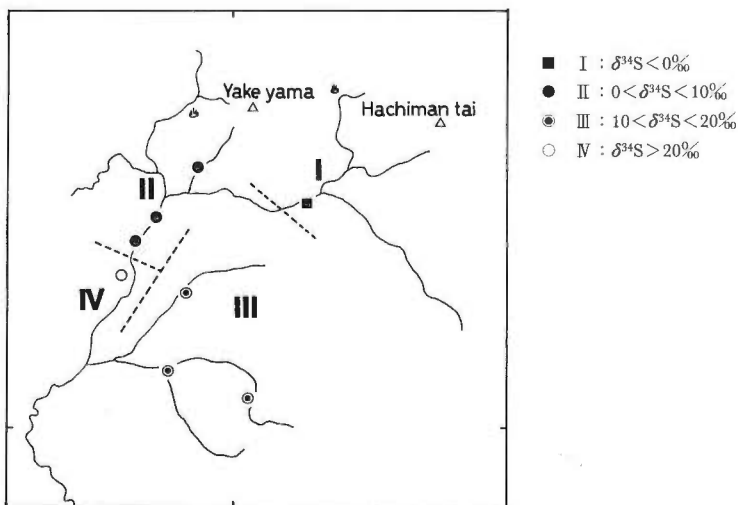 Yake yama
Hachiman tai
I
II
III
IV
■ I : δ³⁴S<0‰
● II : 0<δ³⁴S<10‰
◉ III : 10<δ³⁴S<20‰
○ IV : δ³⁴S>20‰